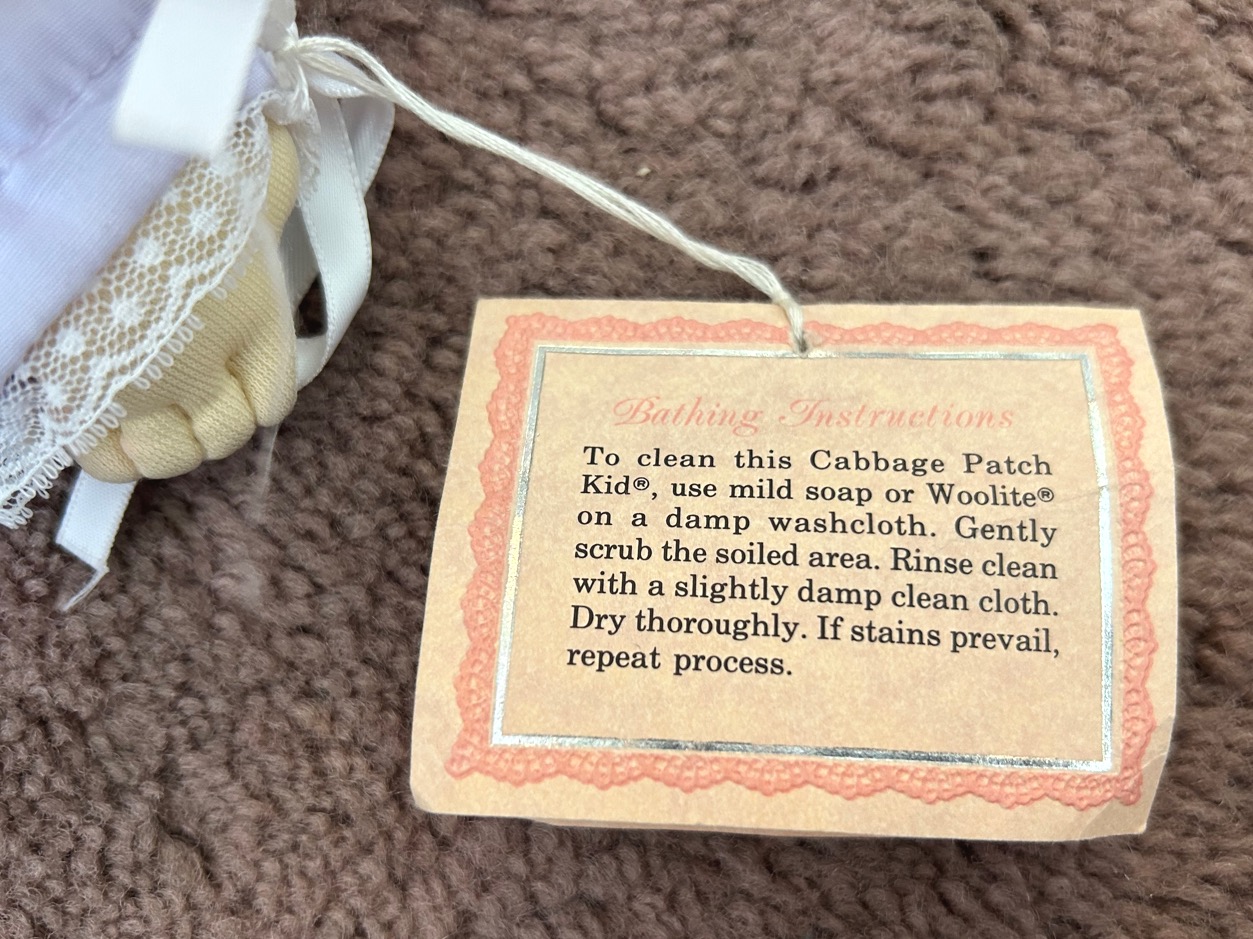 Bathing Instructions
To clean this Cabbage Patch
Kid®, use mild soap or Woolite®
on a damp washcloth. Gently
scrub the soiled area. Rinse clean
with a slightly damp clean cloth.
Dry thoroughly. If stains prevail,
repeat process.